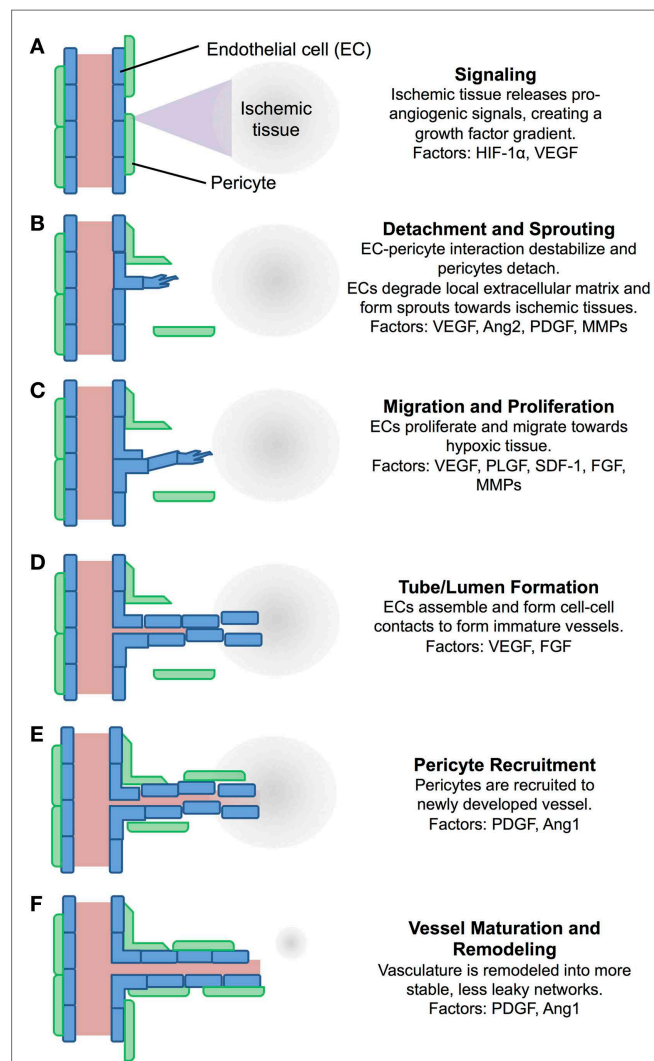 A
Endothelial cell (EC)
Ischemic
tissue
Pericyte
Signaling
Ischemic tissue releases pro-
angiogenic signals, creating a
growth factor gradient.
Factors: HIF-1α, VEGF
B
Detachment and Sprouting
EC-pericyte interaction destabilize and
pericytes detach.
ECs degrade local extracellular matrix and
form sprouts towards ischemic tissues.
Factors: VEGF, Ang2, PDGF, MMPs
C
Migration and Proliferation
ECs proliferate and migrate towards
hypoxic tissue.
Factors: VEGF, PLGF, SDF-1, FGF,
MMPs
D
Tube/Lumen Formation
ECs assemble and form cell-cell
contacts to form immature vessels.
Factors: VEGF, FGF
E
Pericyte Recruitment
Pericytes are recruited to
newly developed vessel.
Factors: PDGF, Ang1
F
Vessel Maturation and
Remodeling
Vasculature is remodeled into more
stable, less leaky networks.
Factors: PDGF, Ang1